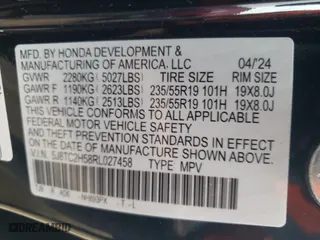 MFD. BY HONDA DEVELOPMENT &
MANUFACTURING OF AMERICA, LLC 04/24
GVWR 2280KG (5027LBS) TIRE SIZE RIM SIZE
GAWR F 1190KG (2623LBS) 235/55R19 101H 19X8.0J
GAWR R 1140KG (2513LBS) 235/55R19 101H 19X8.0J
THIS VEHICLE CONFORMS TO ALL APPLICABLE
FEDERAL MOTOR VEHICLE SAFETY AND
THEFT PREVENTION STANDARDS IN EFFECT ON
THE DATE OF MANUFACTURE SHOWN ABOVE.
V.I.N. 5J8TC2H58RL027458 TYPE MPV